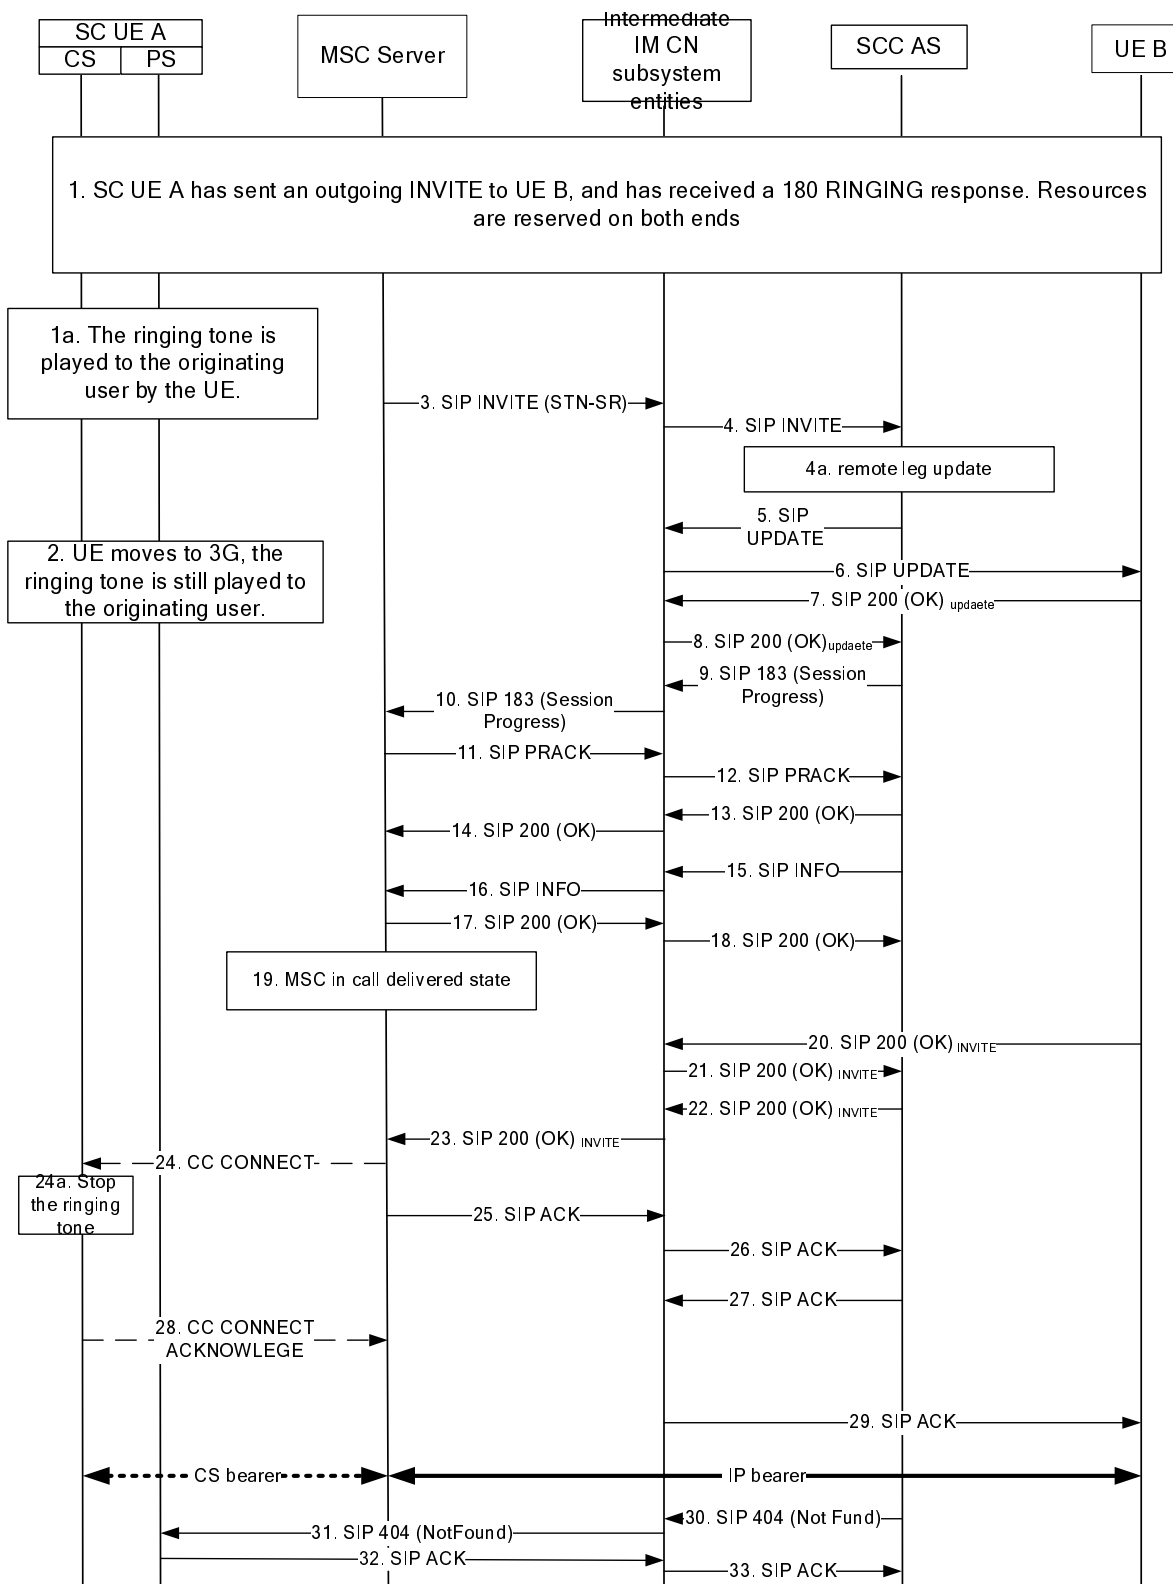 SC UE A
CS
PS
MSC Server
Intermediate
IM CN
subsystem
entities
SCC AS
UE B
1. SC UE A has sent an outgoing INVITE to UE B, and has received a 180 RINGING response. Resources
are reserved on both ends
1a. The ringing tone is
played to the originating
user by the UE.
3. SIP INVITE (STN-SR)
4. SIP INVITE
4a. remote leg update
5. SIP
UPDATE
2. UE moves to 3G, the
ringing tone is still played to
the originating user.
6. SIP UPDATE
7. SIP 200 (OK) updaete
8. SIP 200 (OK)updaete
9. SIP 183 (Session
Progress)
10. SIP 183 (Session
Progress)
11. SIP PRACK
12. SIP PRACK
13. SIP 200 (OK)
14. SIP 200 (OK)
15. SIP INFO
16. SIP INFO
17. SIP 200 (OK)
18. SIP 200 (OK)
19. MSC in call delivered state
20. SIP 200 (OK) INVITE
21. SIP 200 (OK) INVITE
22. SIP 200 (OK) INVITE
23. SIP 200 (OK) INVITE
24. CC CONNECT
24a. Stop
the ringing
tone
25. SIP ACK
26. SIP ACK
27. SIP ACK
28. CC CONNECT
ACKNOWLEGE
29. SIP ACK
CS bearer
IP bearer
30. SIP 404 (Not Fund)
31. SIP 404 (NotFound)
32. SIP ACK
33. SIP ACK